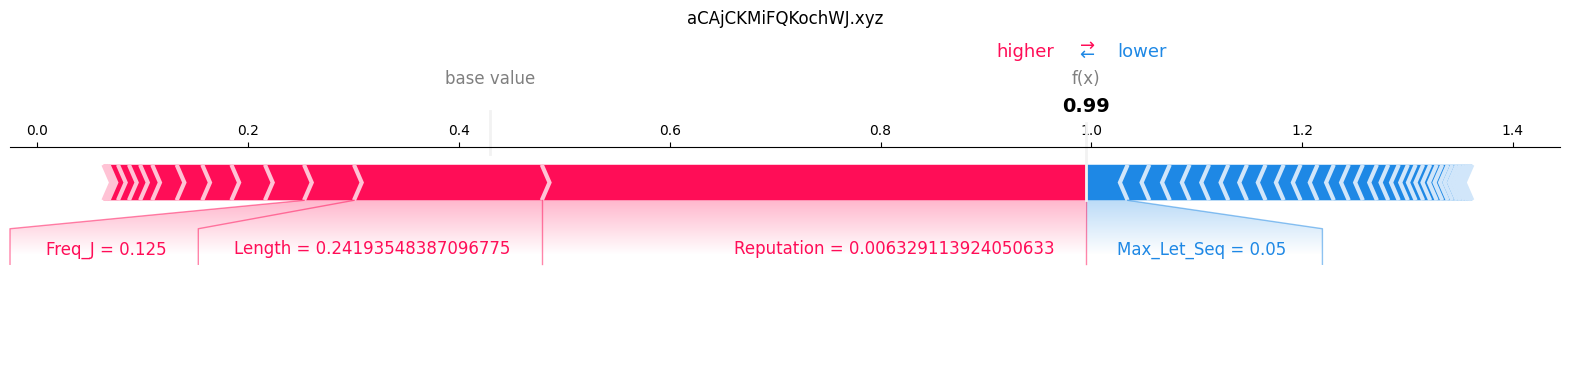 aCAjCKMiFQKochWJ.xyz
higher → ← lower
base value f(x)
0.99
0.0 0.2 0.4 0.6 0.8 1.0 1.2 1.4
Freq_J = 0.125 Length = 0.24193548387096775 Reputation = 0.006329113924050633 Max_Let_Seq = 0.05